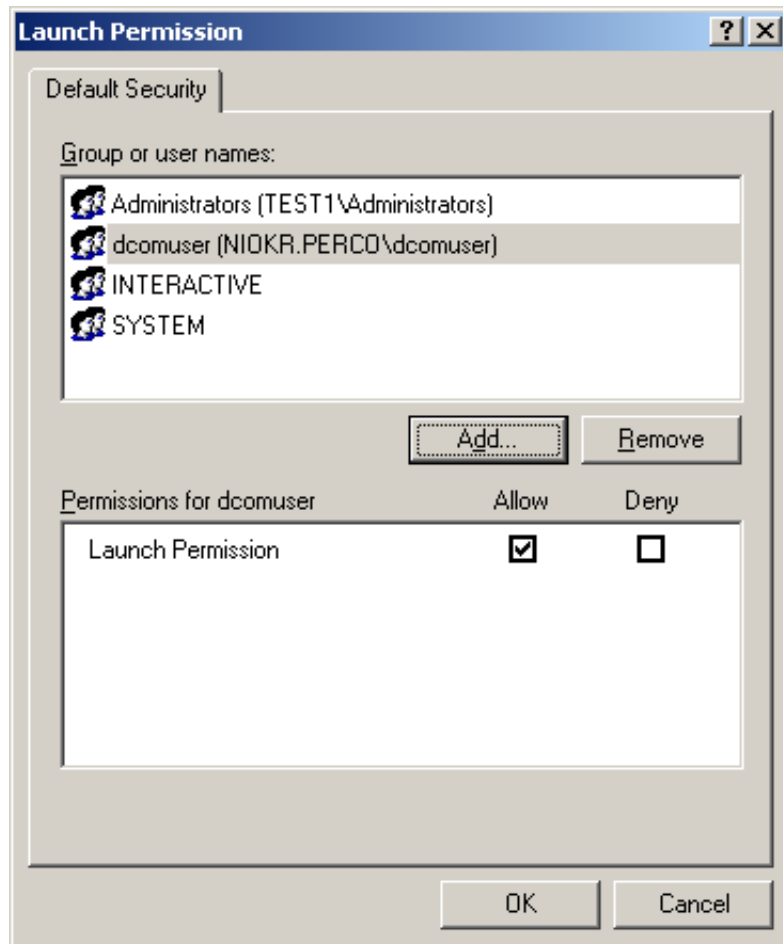 Launch Permission
Default Security
Group or user names:
Administrators (TEST1\Administrators)
dcomuser (NIOKR.PERCO\dcomuser)
INTERACTIVE
SYSTEM
Add... Remove
Permissions for dcomuser Allow Deny
Launch Permission
OK Cancel